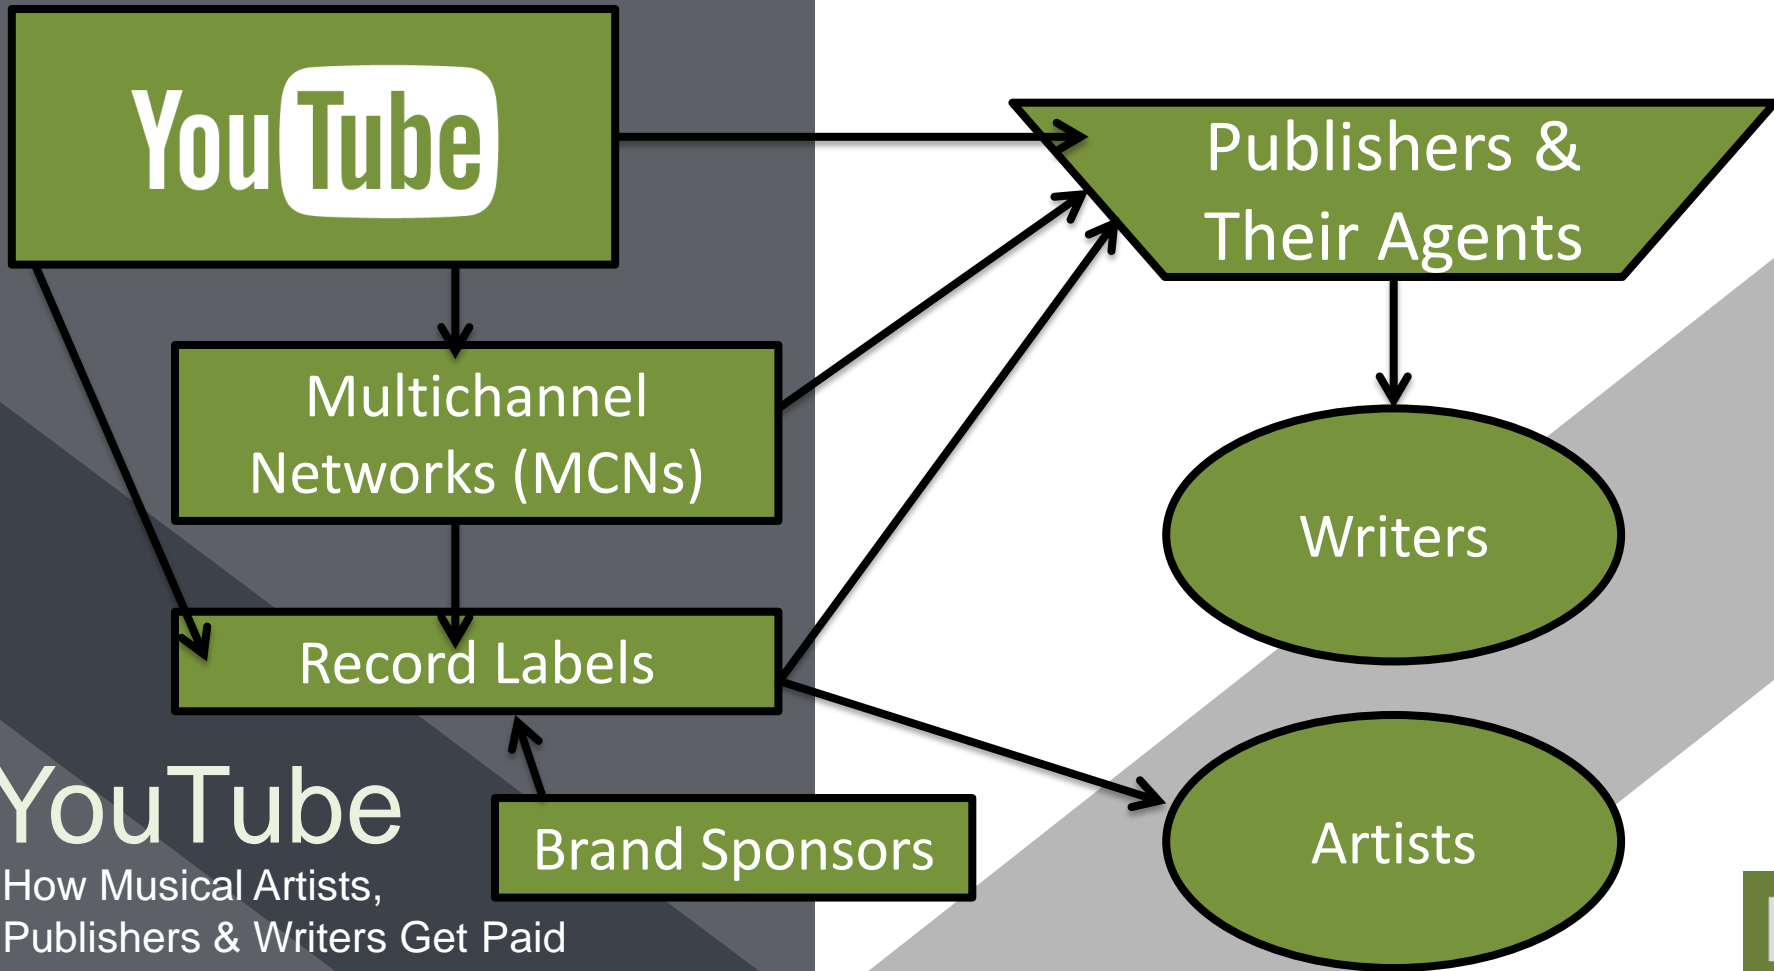 YouTube
Publishers &
Their Agents
Multichannel
Networks (MCNs)
Writers
Record Labels
Brand Sponsors
Artists
YouTube
How Musical Artists,
Publishers & Writers Get Paid